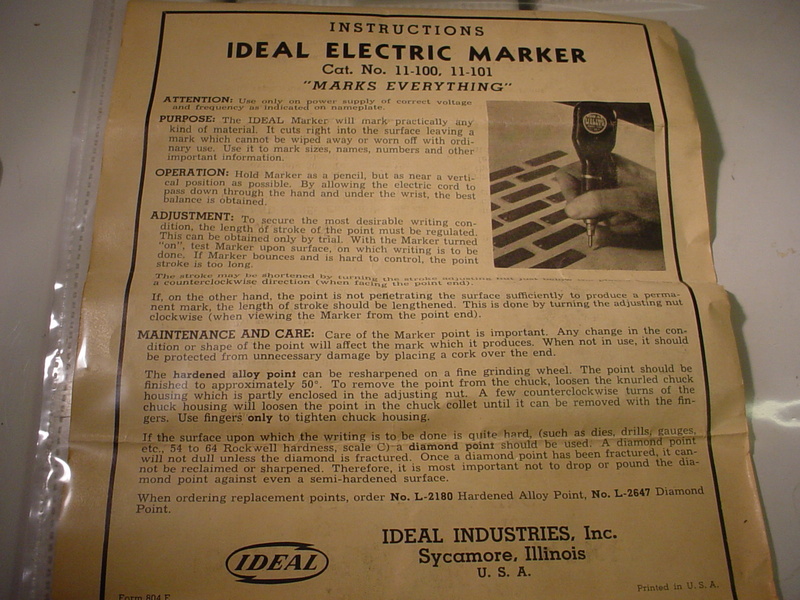 INSTRUCTIONS
IDEAL ELECTRIC MARKER
Cat. No. 11-100, 11-101
"MARKS EVERYTHING"
ATTENTION: Use only on power supply of correct voltage
and frequency as indicated on nameplate.
PURPOSE: The IDEAL Marker will mark practically any
kind of material. It cuts right into the surface leaving a
mark which cannot be wiped away or worn off with ordi-
nary use. Use it to mark sizes, names, numbers and other
important information.
OPERATION: Hold Marker as a pencil, but as near a verti-
cal position as possible. By allowing the electric cord to
pass down through the hand and under the wrist, the best
balance is obtained.
ADJUSTMENT: To secure the most desirable writing con-
dition, the length of stroke of the point must be regulated.
This can be obtained only by trial. With the Marker turned
"on", test Marker upon surface, on which writing is to be
done. If Marker bounces and is hard to control, the point
stroke is too long.
The stroke may be shortened by turning the stroke adjusting nut
a counterclockwise direction (when facing the point end).
If, on the other hand, the point is not penetrating the surface sufficiently to produce a perma-
nent mark, the length of stroke should be lengthened. This is done by turning the adjusting nut
clockwise (when viewing the Marker from the point end).
MAINTENANCE AND CARE: Care of the Marker point is important. Any change in the con-
dition or shape of the point will affect the mark which it produces. When not in use, it should
be protected from unnecessary damage by placing a cork over the end.
The hardened alloy point can be resharpened on a fine grinding wheel. The point should be
finished to approximately 50°. To remove the point from the chuck, loosen the knurled chuck
housing which is partly enclosed in the adjusting nut. A few counterclockwise turns of the
chuck housing will loosen the point in the chuck collet until it can be removed with the fin-
gers. Use fingers only to tighten chuck housing.
If the surface upon which the writing is to be done is quite hard, (such as dies, drills, gauges,
etc., 54 to 64 Rockwell hardness, scale C) a diamond point should be used. A diamond point
will not dull unless the diamond is fractured. Once a diamond point has been fractured, it can-
not be reclaimed or sharpened. Therefore, it is most important not to drop or pound the dia-
mond point against even a semi-hardened surface.
When ordering replacement points, order No. L-2180 Hardened Alloy Point, No. L-2647 Diamond
Point.
IDEAL
IDEAL INDUSTRIES, Inc.
Sycamore, Illinois
U. S. A.
Form 804 F
Printed in U. S. A.